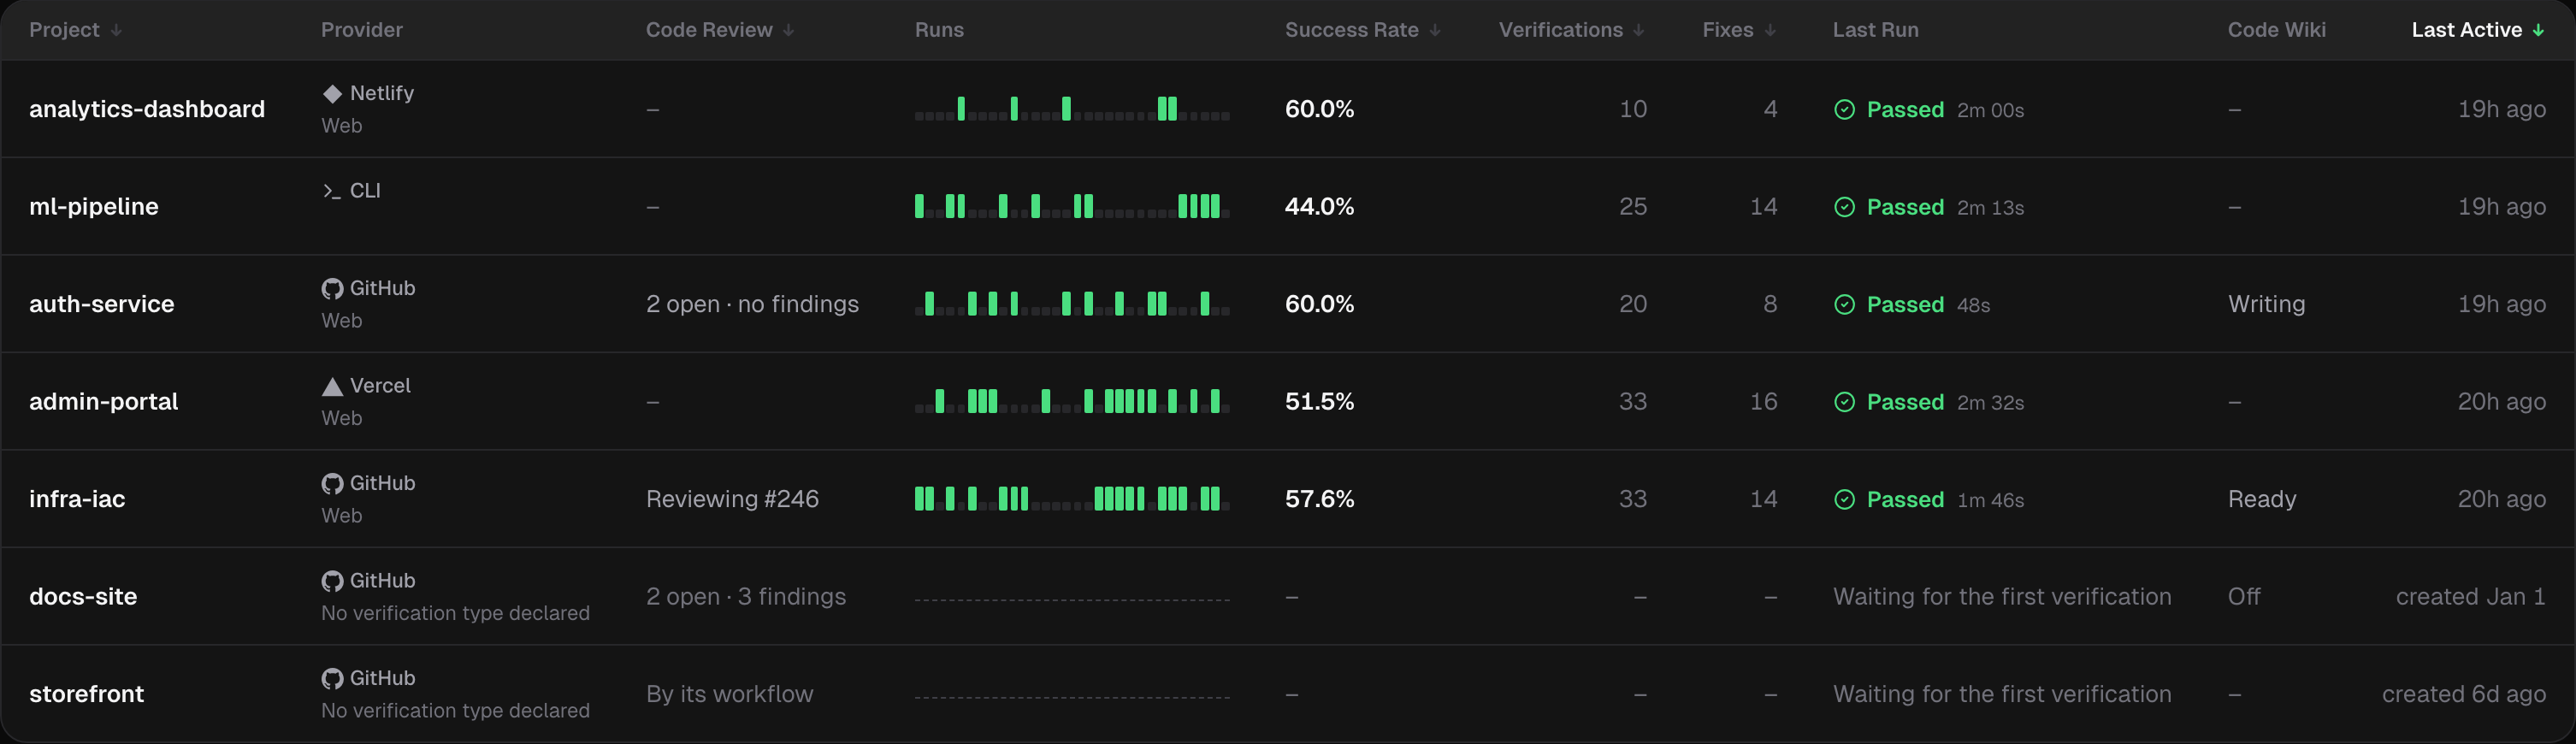 Project ↓ Provider Code Review ↓ Runs Success Rate ↓ Verifications ↓ Fixes ↓ Last Run Code Wiki Last Active ↓
analytics-dashboard Netlify – 60.0% 10 4 Passed 2m 00s – 19h ago
Web
ml-pipeline CLI – 44.0% 25 14 Passed 2m 13s – 19h ago
auth-service GitHub 2 open · no findings 60.0% 20 8 Passed 48s Writing 19h ago
Web
admin-portal Vercel – 51.5% 33 16 Passed 2m 32s – 20h ago
Web
infra-iac GitHub Reviewing #246 57.6% 33 14 Passed 1m 46s Ready 20h ago
Web
docs-site GitHub 2 open · 3 findings – – – Waiting for the first verification Off created Jan 1
No verification type declared
storefront GitHub By its workflow – – – Waiting for the first verification – created 6d ago
No verification type declared